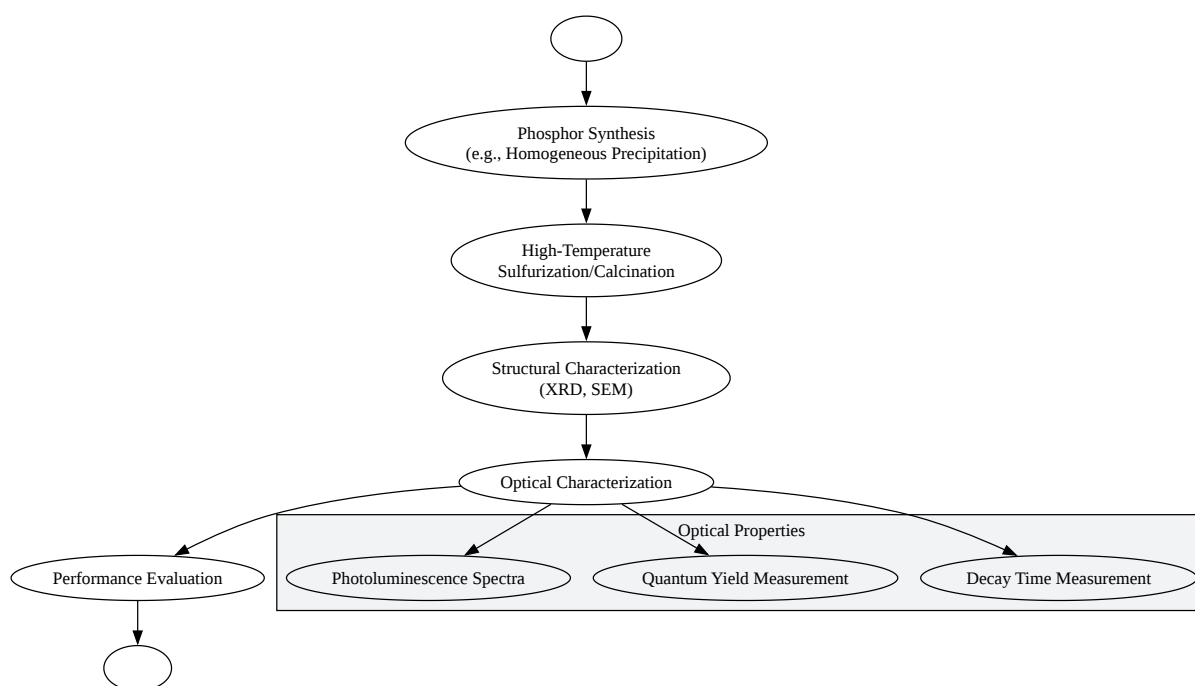 Phosphor Synthesis
(e.g., Homogeneous Precipitation)
High-Temperature
Sulfurization/Calcination
Structural Characterization
(XRD, SEM)
Optical Characterization
Optical Properties
Performance Evaluation
Photoluminescence Spectra
Quantum Yield Measurement
Decay Time Measurement